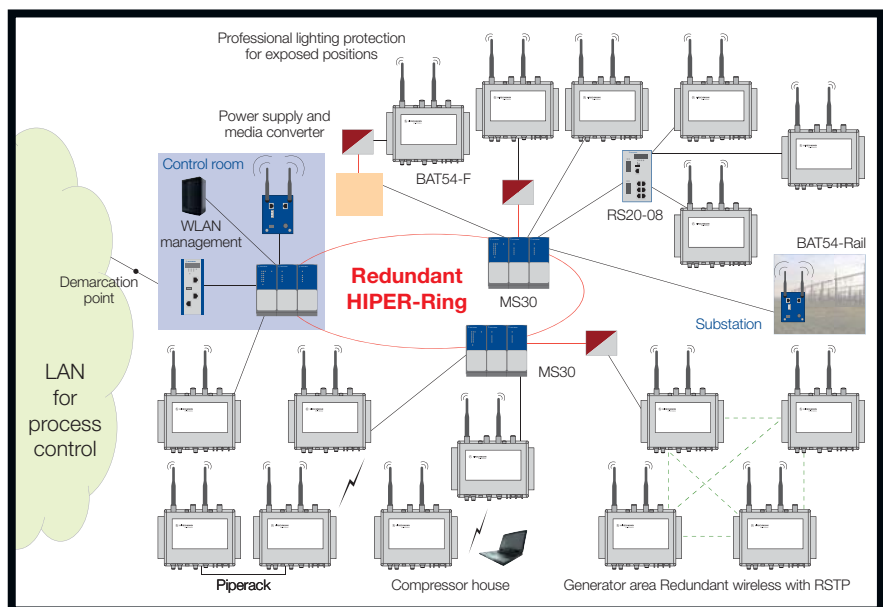 Professional lighting protection
for exposed positions
Power supply and
media converter
BAT54-F
Control room
WLAN
management
RS20-08
BAT54-Rail
Demarcation
point
Redundant
HIPER-Ring
MS30
Substation
MS30
LAN
for
process
control
Piperack
Compressor house
Generator area Redundant wireless with RSTP